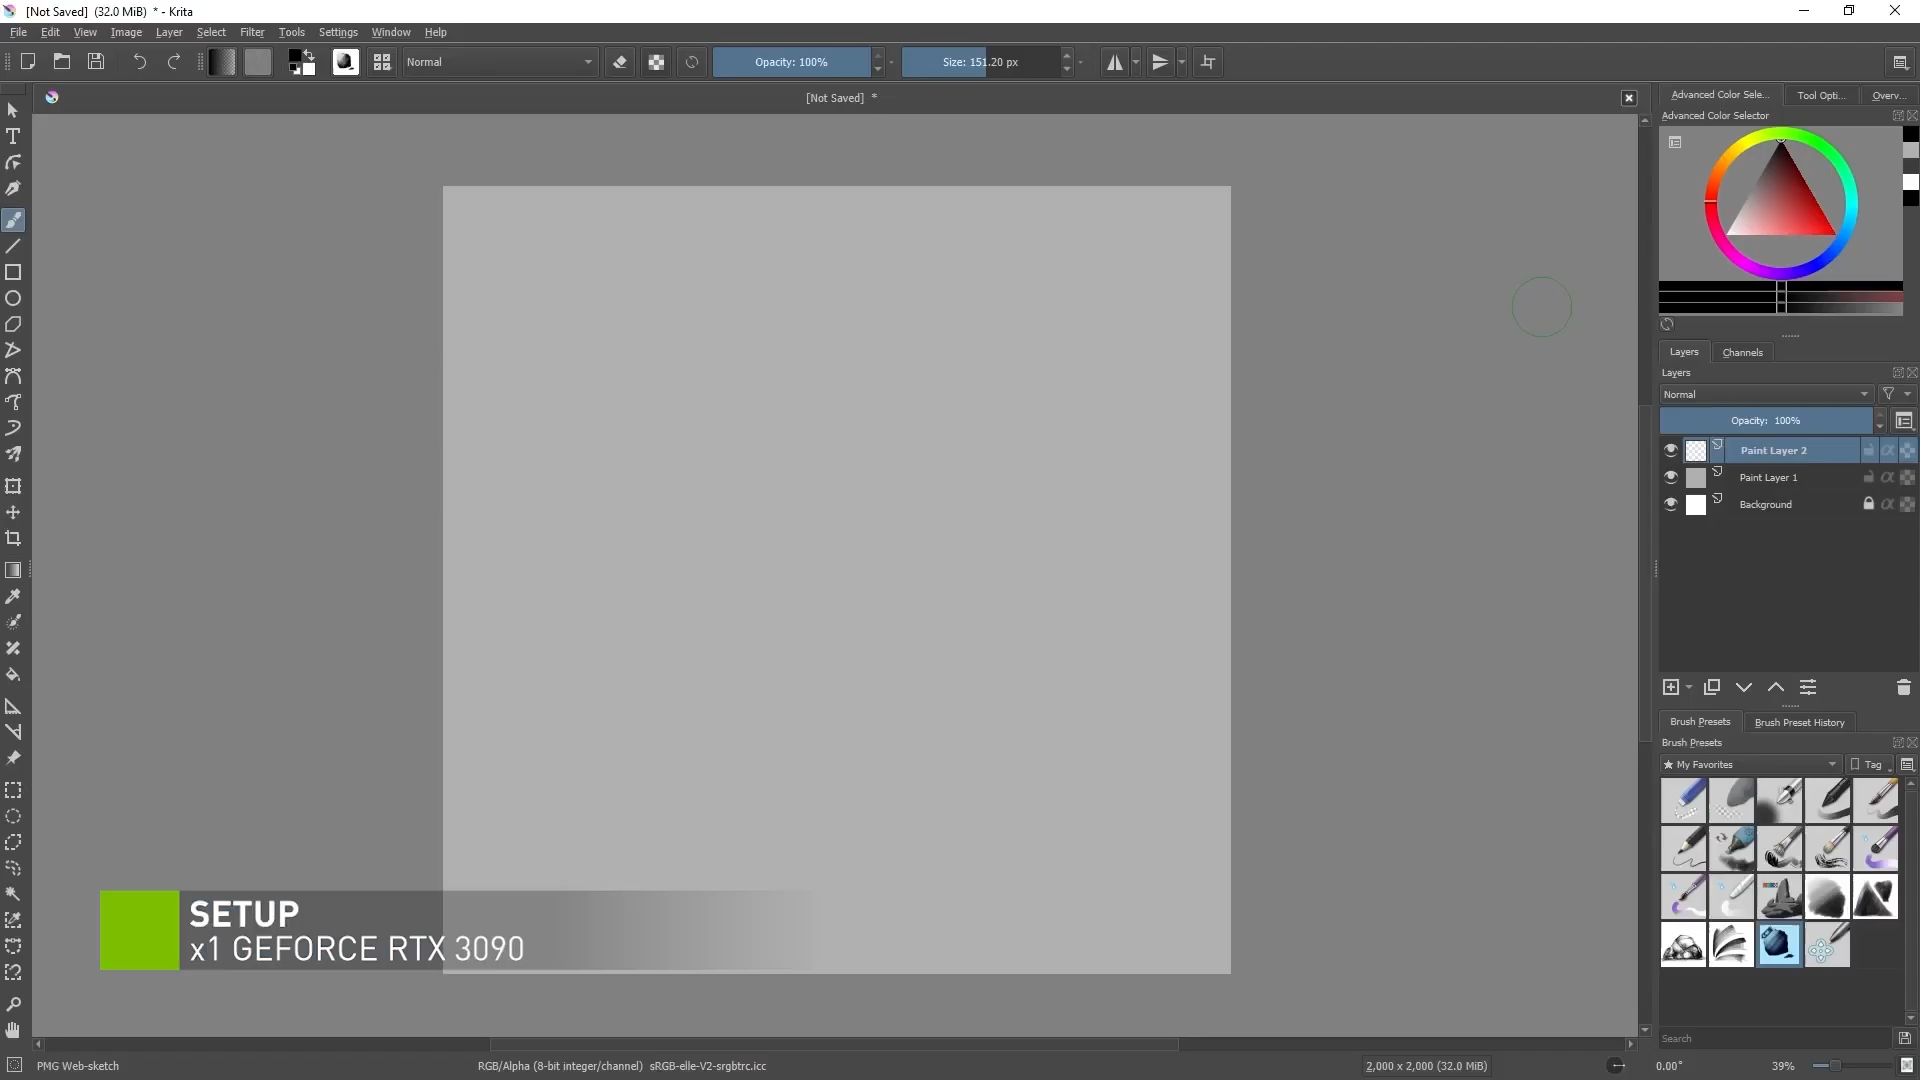 [Not Saved] (32.0 MiB) * - Krita
File Edit View Image Layer Select Filter Tools Settings Window Help
Normal
Opacity: 100%
Size: 151.20 px
[Not Saved] *
Advanced Color Sele... Tool Opti... Overv...
Advanced Color Selector
Layers Channels
Layers
Normal
Opacity: 100%
Paint Layer 2
Paint Layer 1
Background
Brush Presets Brush Preset History
Brush Presets
My Favorites Tag
SETUP
x1 GEFORCE RTX 3090
Search
PMG Web-sketch
RGB/Alpha (8-bit integer/channel) sRGB-elle-V2-srgbtrc.icc
2,000 x 2,000 (32.0 MiB)
0.00°
39%